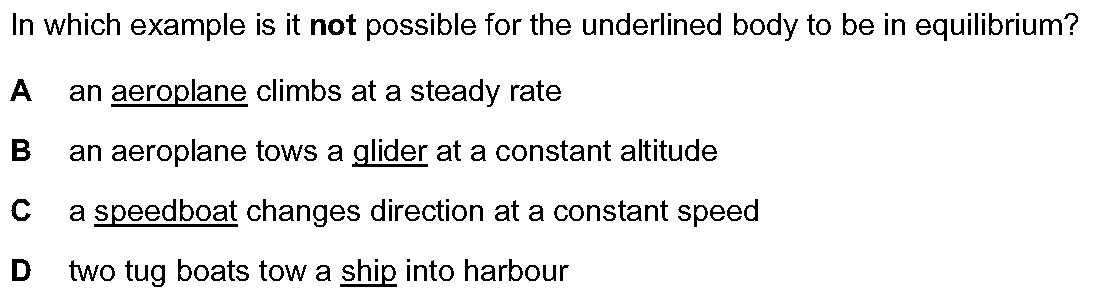 In which example is it not possible for the underlined body to be in equilibrium?
A an aeroplane climbs at a steady rate
B an aeroplane tows a glider at a constant altitude
C a speedboat changes direction at a constant speed
D two tug boats tow a ship into harbour